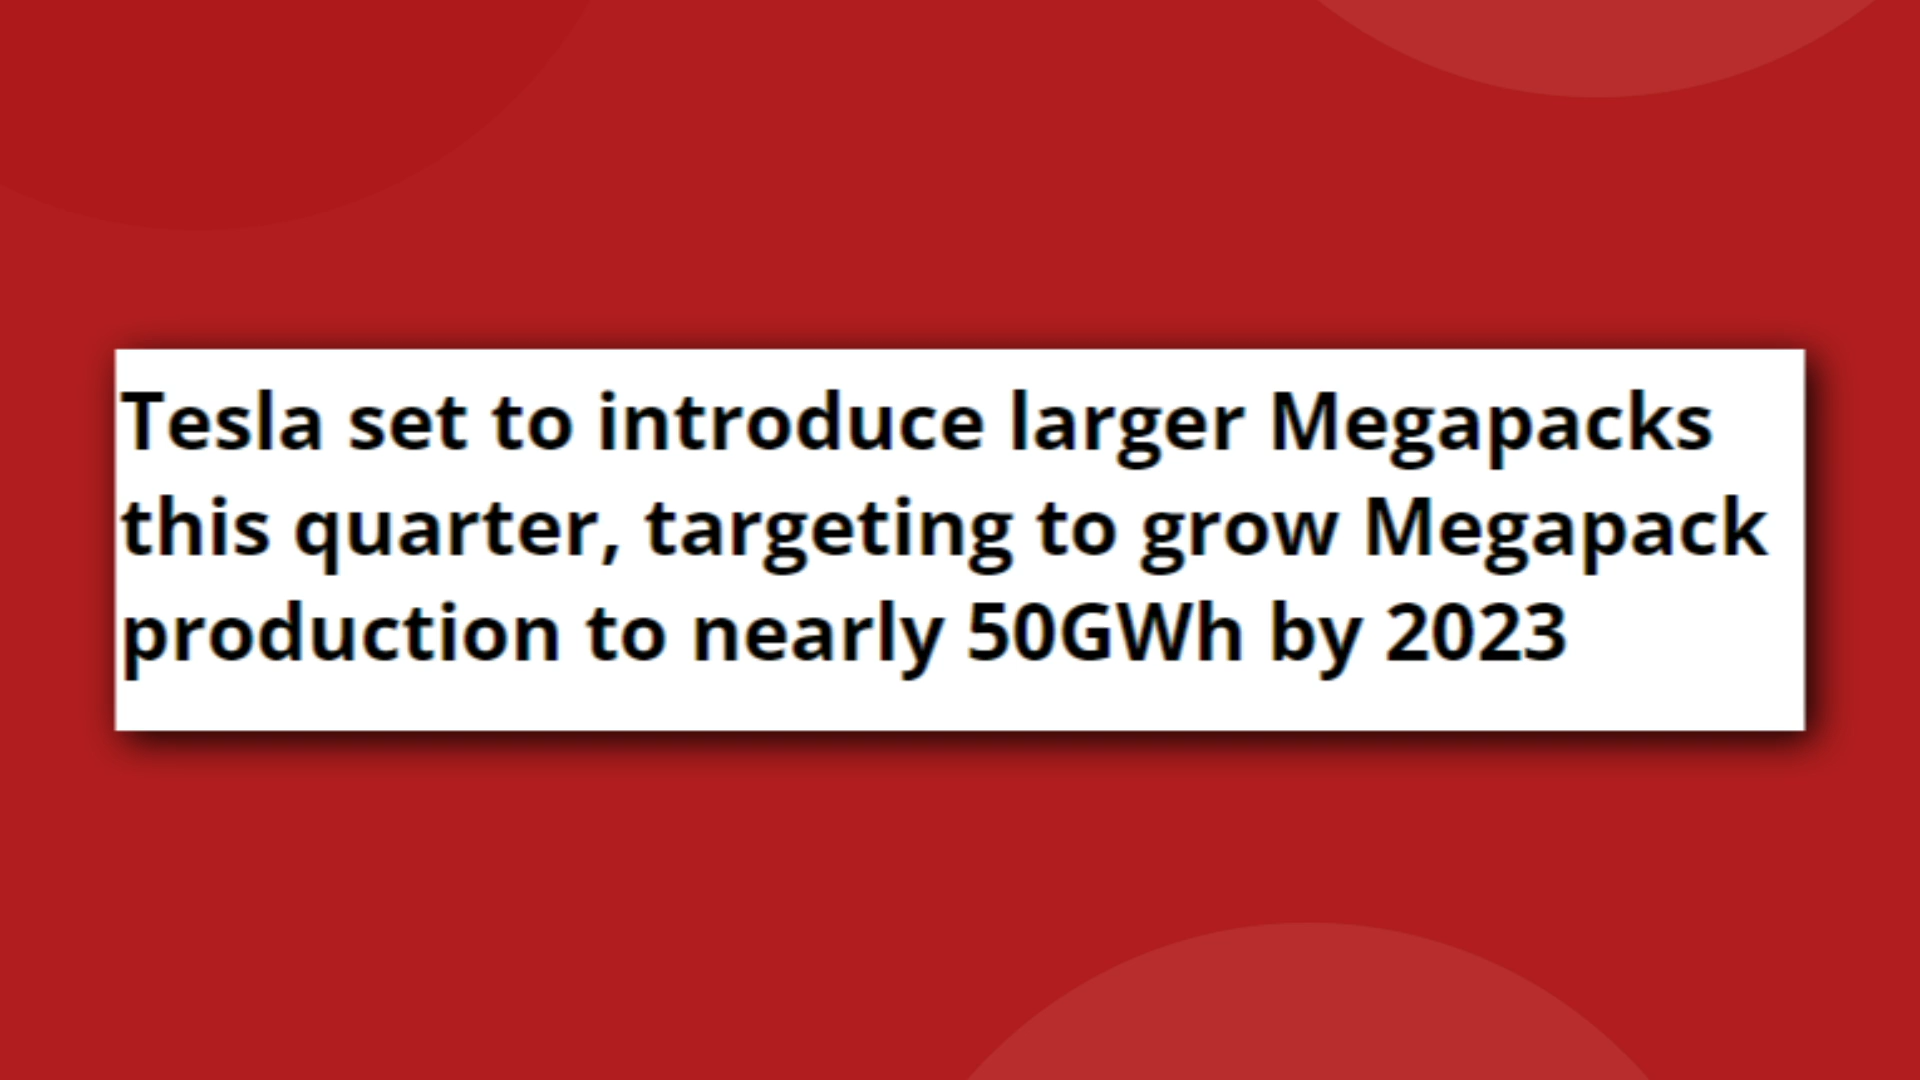 Tesla set to introduce larger Megapacks
this quarter, targeting to grow Megapack
production to nearly 50GWh by 2023